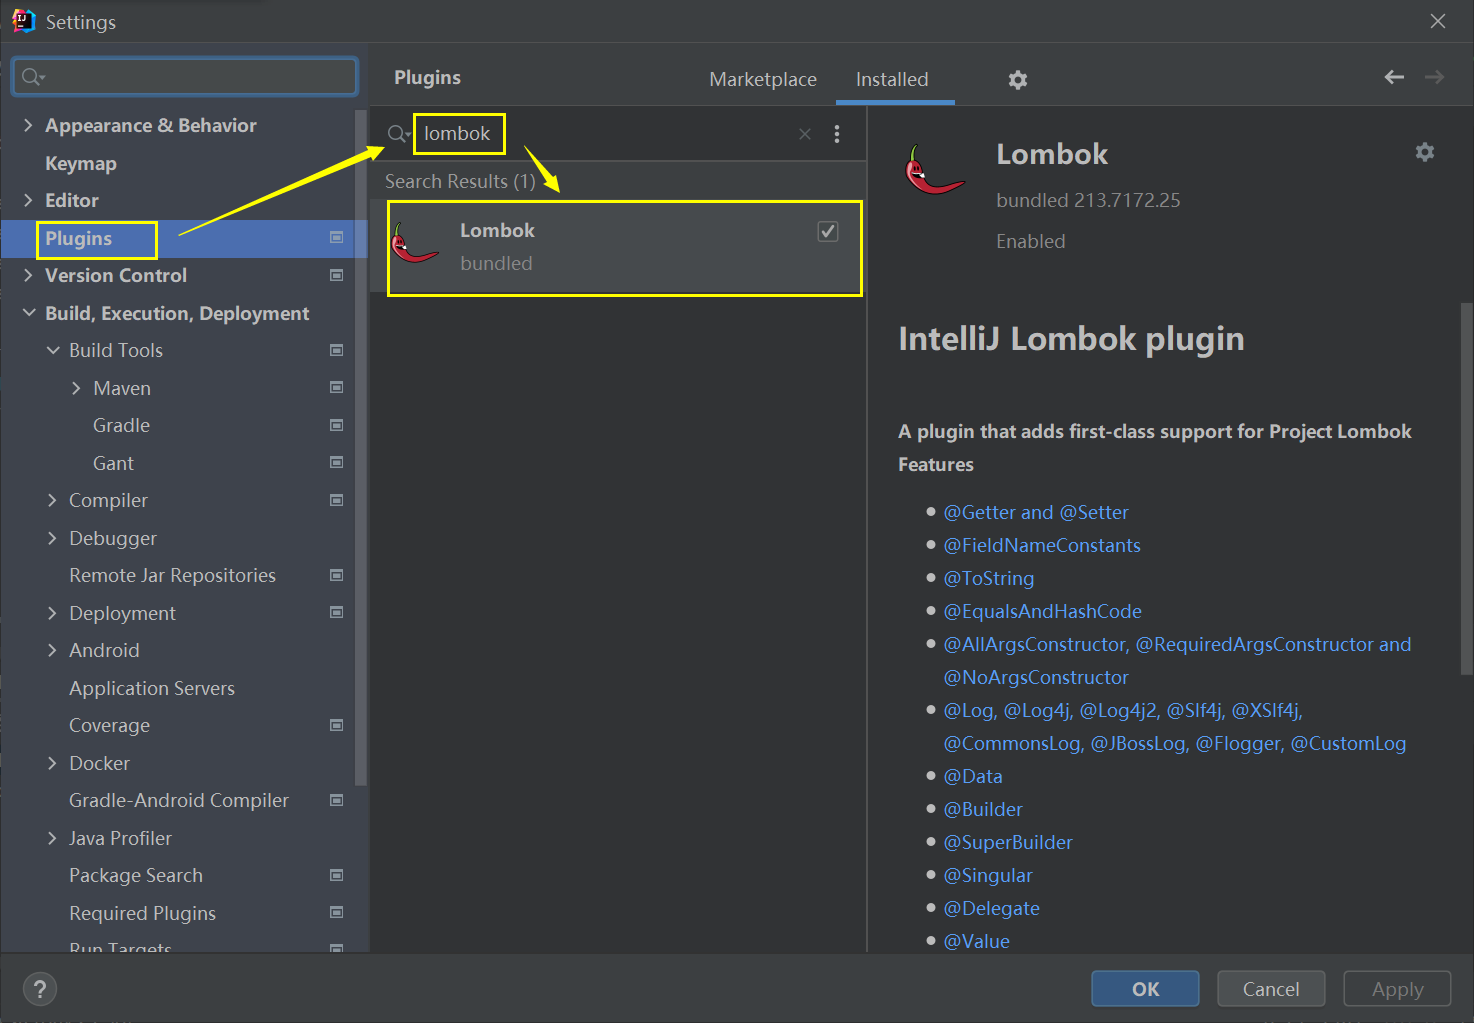 Settings
Appearance & Behavior
Keymap
Editor
Plugins
Version Control
Build, Execution, Deployment
Build Tools
Maven
Gradle
Gant
Compiler
Debugger
Remote Jar Repositories
Deployment
Android
Application Servers
Coverage
Docker
Gradle-Android Compiler
Java Profiler
Package Search
Required Plugins
Run Targets
Plugins
Marketplace
Installed
lombok
Search Results (1)
Lombok
bundled
Lombok
bundled 213.7172.25
Enabled
IntelliJ Lombok plugin
A plugin that adds first-class support for Project Lombok
Features
@Getter and @Setter
@FieldNameConstants
@ToString
@EqualsAndHashCode
@AllArgsConstructor, @RequiredArgsConstructor and
@NoArgsConstructor
@Log, @Log4j, @Log4j2, @Slf4j, @XSlf4j,
@CommonsLog, @JBossLog, @Flogger, @CustomLog
@Data
@Builder
@SuperBuilder
@Singular
@Delegate
@Value
?
OK
Cancel
Apply